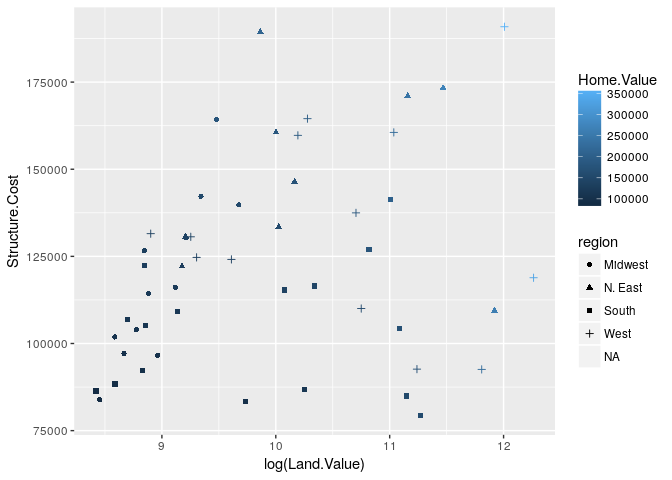 Structure.Cost
175000
150000
125000
100000
75000
9
10
11
12
log(Land.Value)
Home.Value
350000
300000
250000
200000
150000
100000
region
Midwest
N. East
South
West
NA